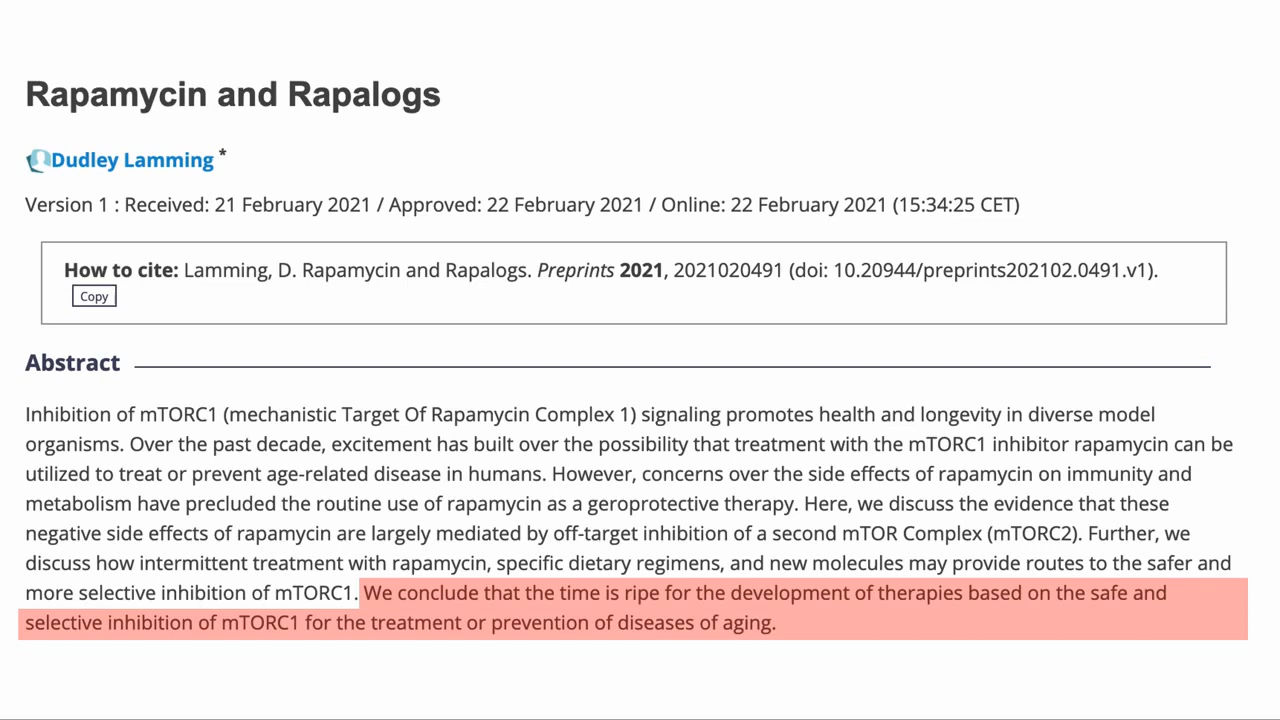 Rapamycin and Rapalogs
Dudley Lamming *
Version 1 : Received: 21 February 2021 / Approved: 22 February 2021 / Online: 22 February 2021 (15:34:25 CET)
How to cite: Lamming, D. Rapamycin and Rapalogs. Preprints 2021, 2021020491 (doi: 10.20944/preprints202102.0491.v1).
Copy
Abstract
Inhibition of mTORC1 (mechanistic Target Of Rapamycin Complex 1) signaling promotes health and longevity in diverse model
organisms. Over the past decade, excitement has built over the possibility that treatment with the mTORC1 inhibitor rapamycin can be
utilized to treat or prevent age-related disease in humans. However, concerns over the side effects of rapamycin on immunity and
metabolism have precluded the routine use of rapamycin as a geroprotective therapy. Here, we discuss the evidence that these
negative side effects of rapamycin are largely mediated by off-target inhibition of a second mTOR Complex (mTORC2). Further, we
discuss how intermittent treatment with rapamycin, specific dietary regimens, and new molecules may provide routes to the safer and
more selective inhibition of mTORC1. We conclude that the time is ripe for the development of therapies based on the safe and
selective inhibition of mTORC1 for the treatment or prevention of diseases of aging.